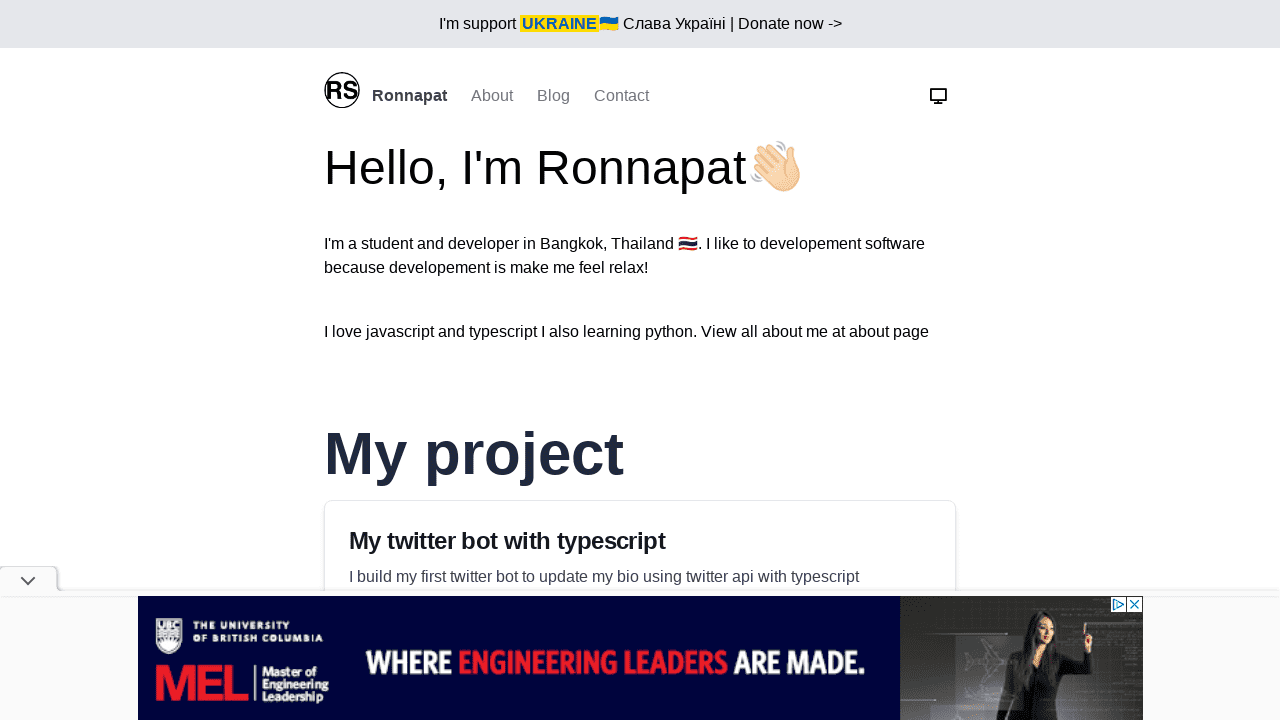 I'm support UKRAINE🇺🇦 Слава Україні | Donate now ->
RS Ronnapat About Blog Contact
Hello, I'm Ronnapat👋🏻
I'm a student and developer in Bangkok, Thailand 🇹🇭. I like to developement software
because developement is make me feel relax!
I love javascript and typescript I also learning python. View all about me at about page
My project
My twitter bot with typescript
I build my first twitter bot to update my bio using twitter api with typescript
UBC
THE UNIVERSITY
OF BRITISH COLUMBIA
MEL Master of
Engineering
Leadership
WHERE ENGINEERING LEADERS ARE MADE.